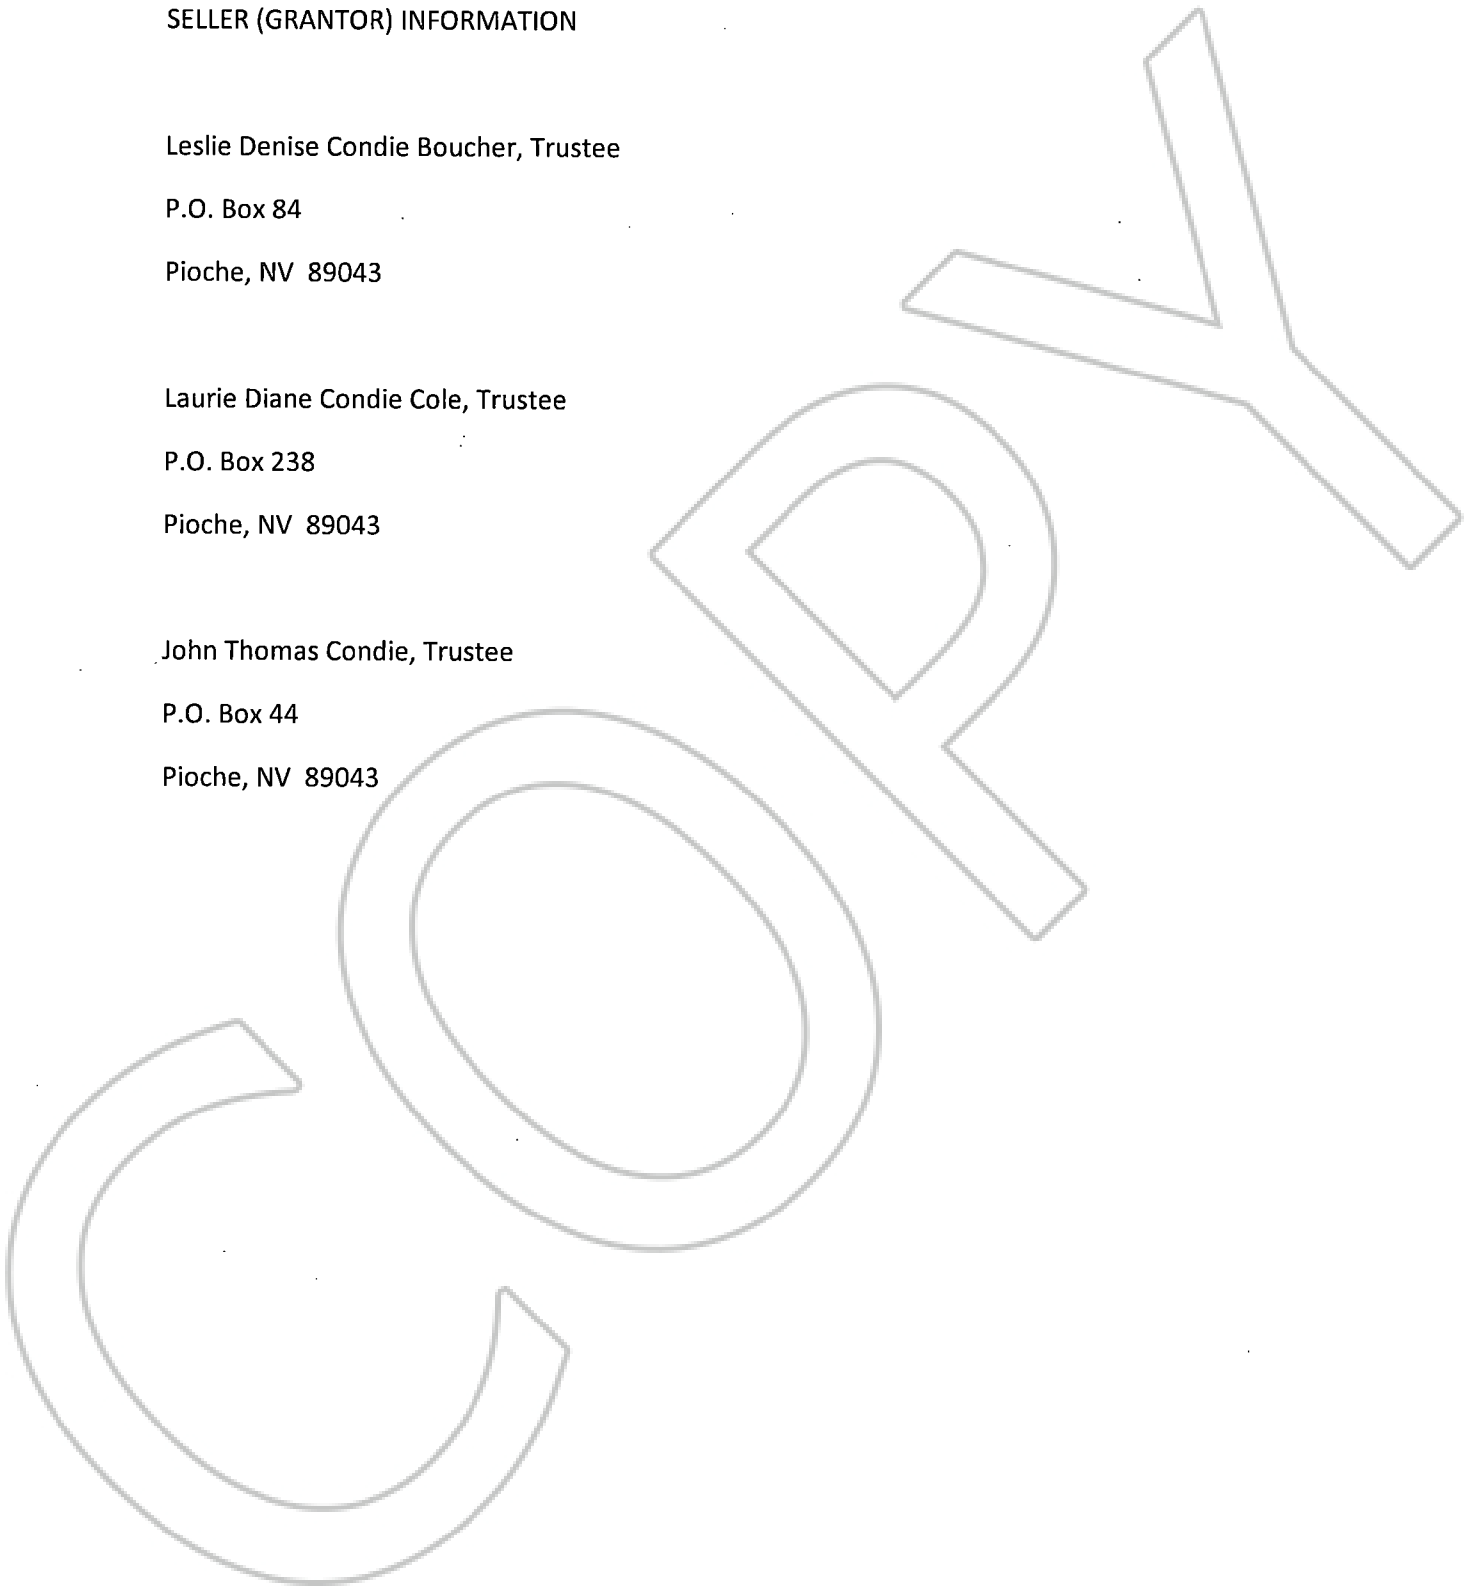 SELLER (GRANTOR) INFORMATION
Leslie Denise Condie Boucher, Trustee
P.O. Box 84
Pioche, NV  89043
Laurie Diane Condie Cole, Trustee
P.O. Box 238
Pioche, NV  89043
John Thomas Condie, Trustee
P.O. Box 44
Pioche, NV  89043
COPY